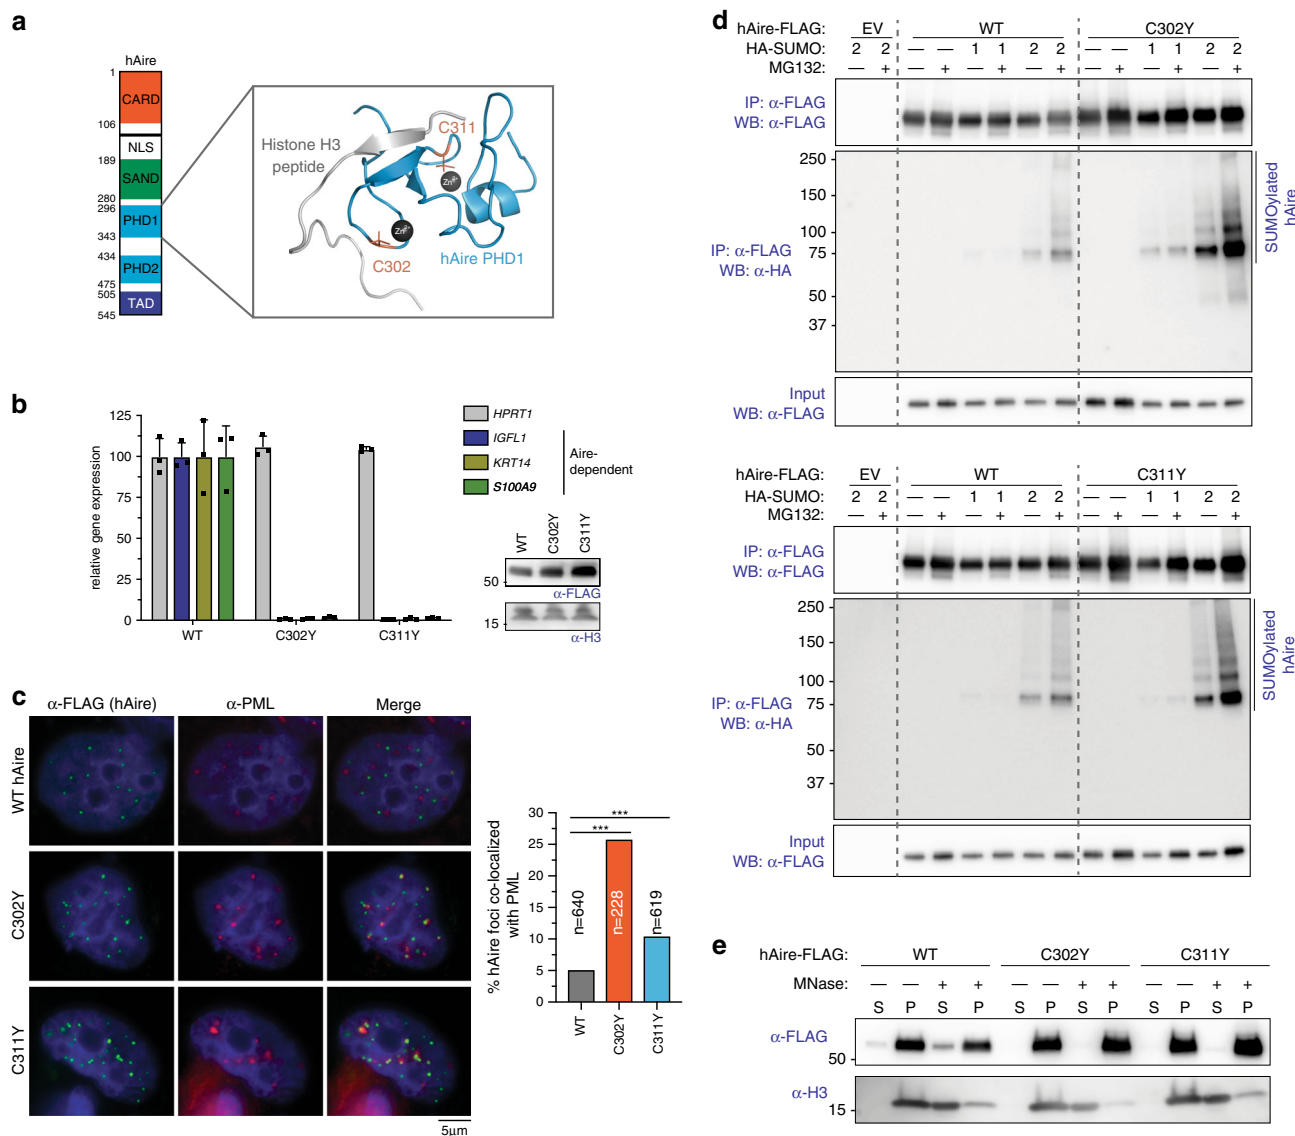 a
hAire
1
CARD
106
NLS
189
SAND
280
296
PHD1
343
434
PHD2
475
505
TAD
545
Histone H3
peptide
C311
Zn2+
Zn2+
C302
hAire PHD1
b
relative gene expression
125
100
75
50
25
0
WT
C302Y
C311Y
HPRT1
IGFL1
KRT14
S100A9
Aire-
dependent
WT
C302Y
C311Y
50
α-FLAG
15
α-H3
c
α-FLAG (hAire)
α-PML
Merge
WT hAire
C302Y
C311Y
5μm
% hAire foci co-localized
with PML
30
25
20
15
10
5
0
***
***
n=640
n=228
n=619
WT
C302Y
C311Y
d
hAire-FLAG: EV WT C302Y
HA-SUMO: 2 2 — — 1 1 2 2 — — 1 1 2 2
MG132: — + — + — + — + — + — + — +
IP: α-FLAG
WB: α-FLAG
250
150
100
75
50
37
IP: α-FLAG
WB: α-HA
SUMOylated
hAire
Input
WB: α-FLAG
hAire-FLAG: EV WT C311Y
HA-SUMO: 2 2 — — 1 1 2 2 — — 1 1 2 2
MG132: — + — + — + — + — + — + — +
IP: α-FLAG
WB: α-FLAG
250
150
100
75
50
37
IP: α-FLAG
WB: α-HA
SUMOylated
hAire
Input
WB: α-FLAG
e
hAire-FLAG: WT C302Y C311Y
MNase: — — + + — — + + — — + +
S P S P S P S P S P S P
α-FLAG
50
α-H3
15